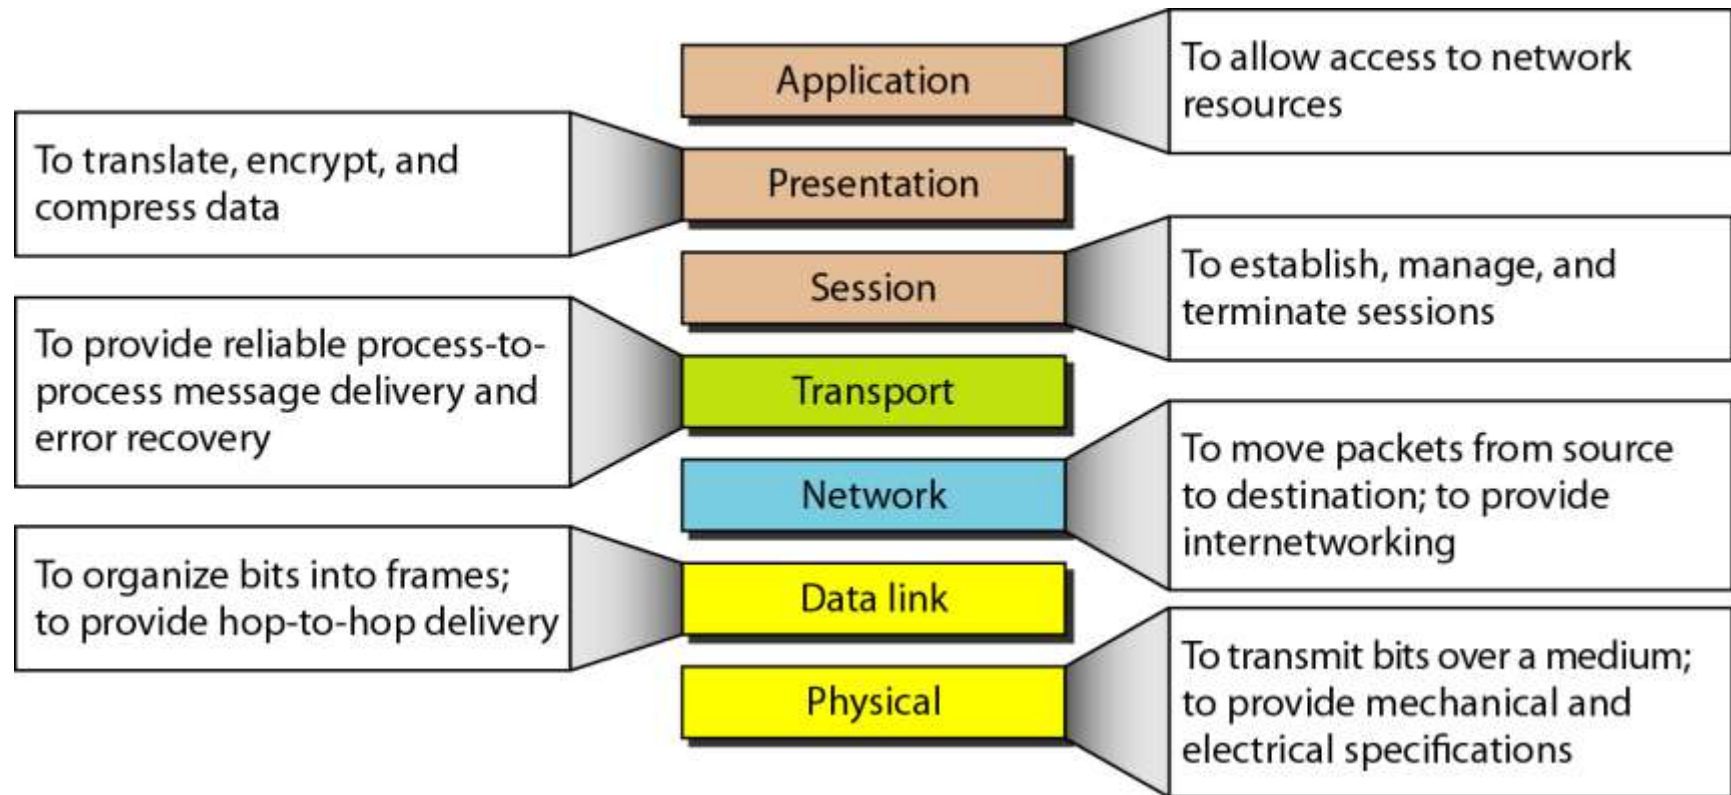 Application
To allow access to network
resources
To translate, encrypt, and
compress data
Presentation
Session
To establish, manage, and
terminate sessions
To provide reliable process-to-
process message delivery and
error recovery
Transport
Network
To move packets from source
to destination; to provide
internetworking
To organize bits into frames;
to provide hop-to-hop delivery
Data link
Physical
To transmit bits over a medium;
to provide mechanical and
electrical specifications